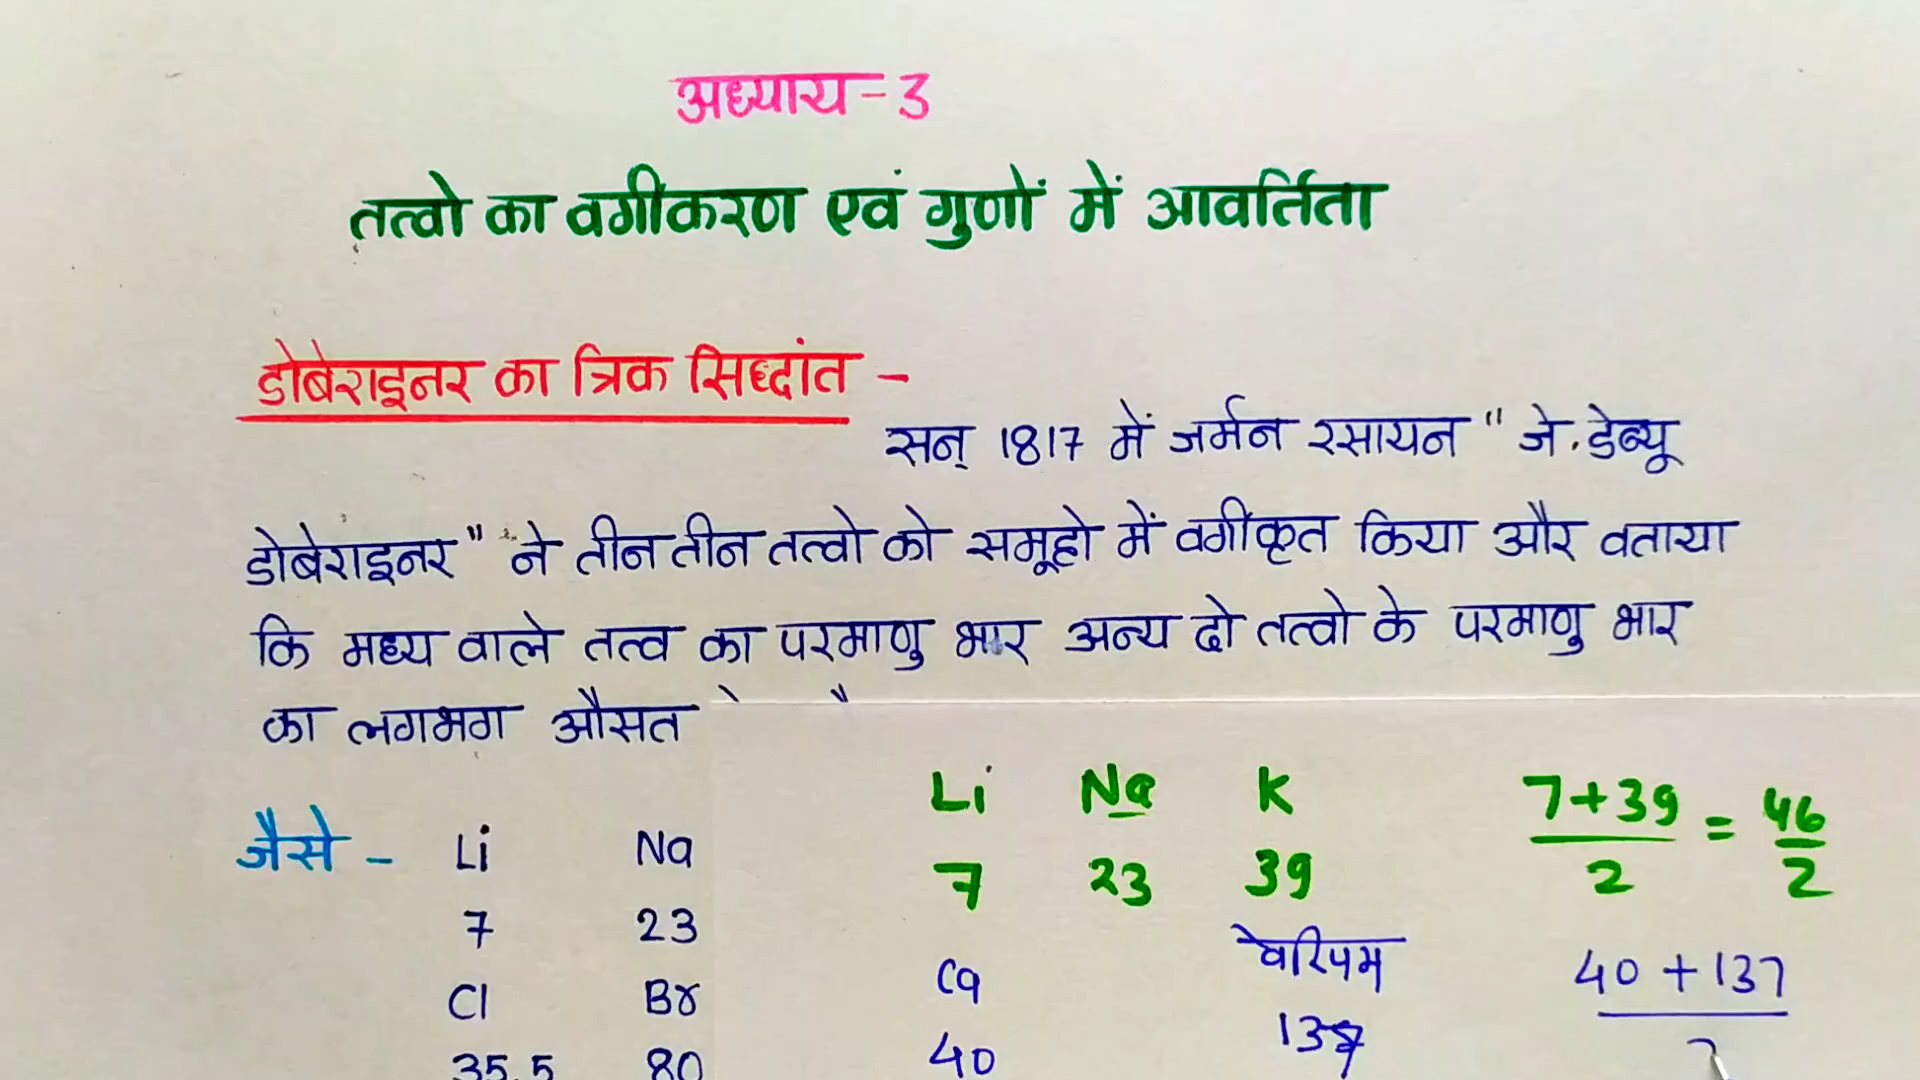 अध्याय-3
तत्वो का वर्गीकरण एवं गुणों में आवर्तिता
डोबेराइनर का त्रिक सिद्धांत -
सन् 1817 में जर्मन रसायन "जे.डेब्यू
डोबेराइनर" ने तीन तीन तत्वो को समूहो में वर्गीकृत किया और वताया
कि मध्य वाले तत्व का परमाणु भार अन्य दो तत्वो के परमाणु भार
का लगभग औसत
जैसे - Li Na
7 23
Cl Br
35.5 80
Li Na K
7 23 39
7+39/2 = 46/2
Ca वेरियम
40 137
40+137